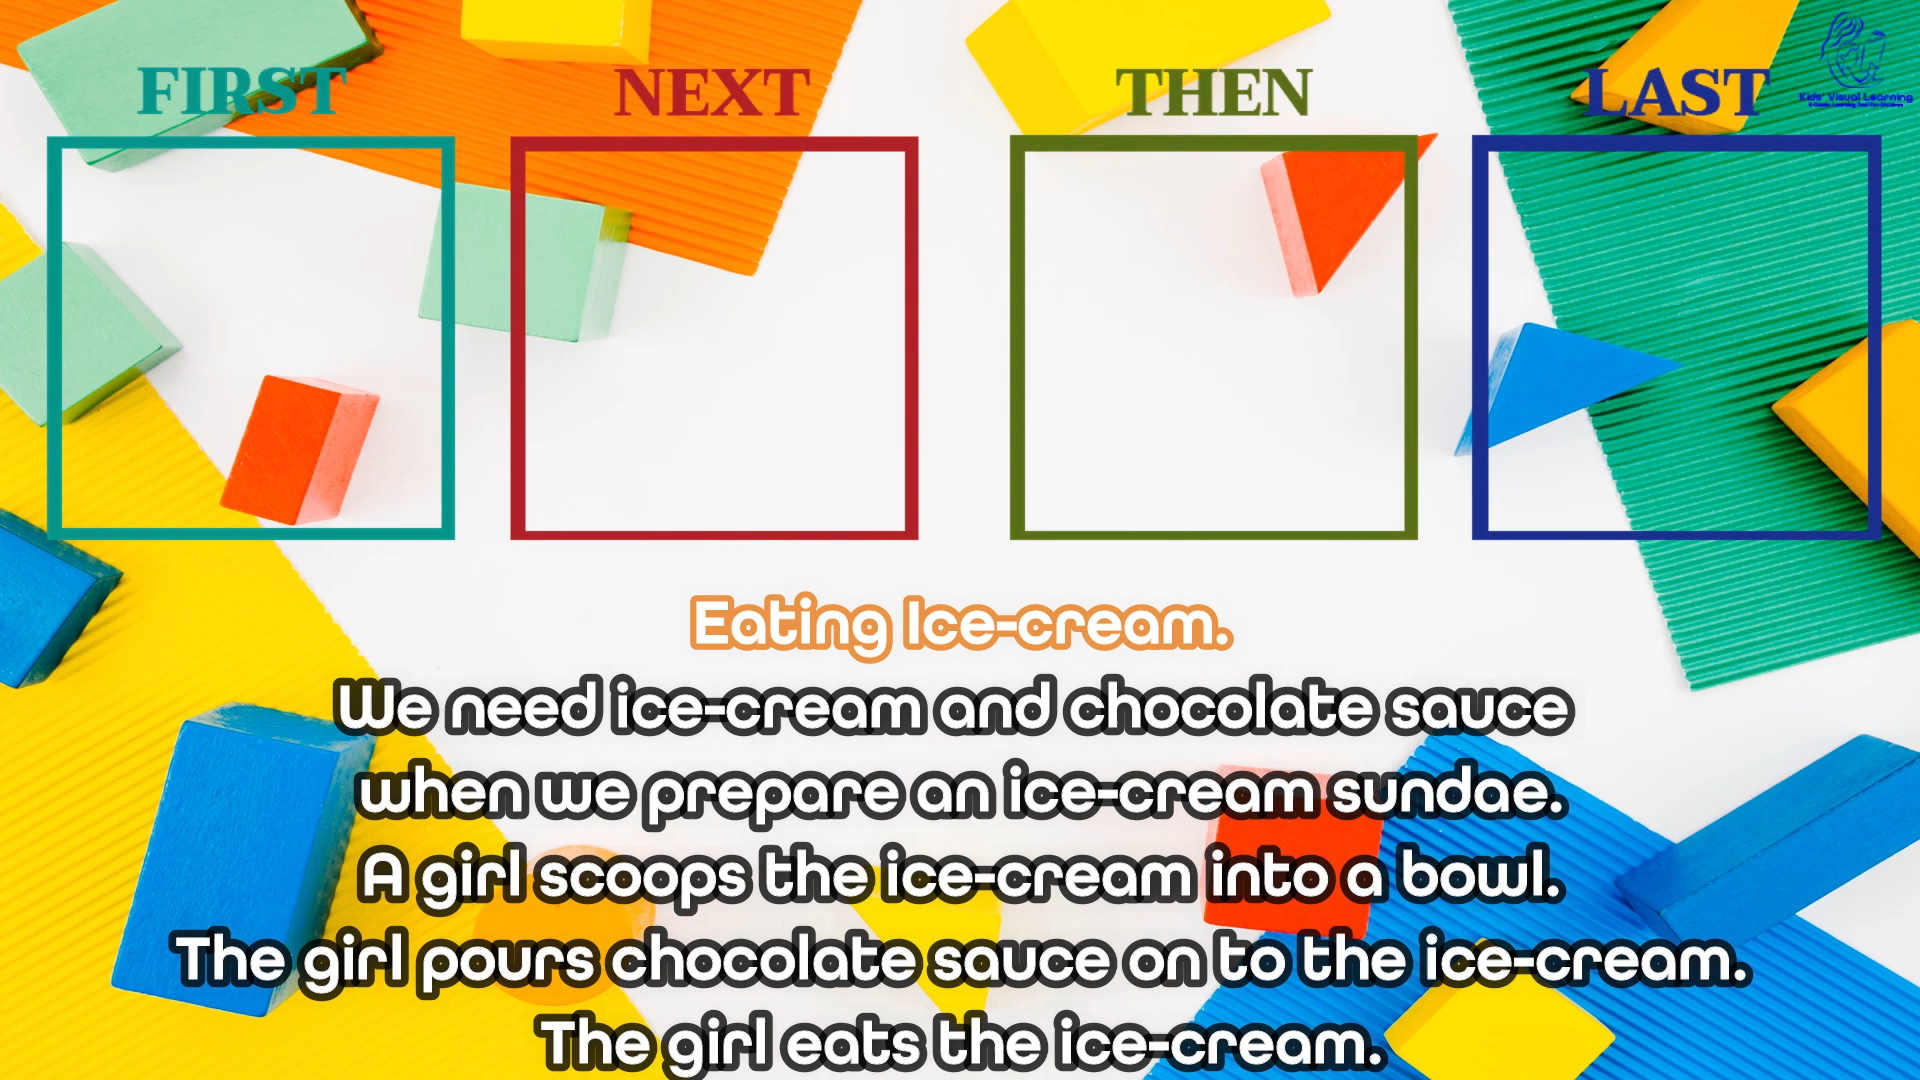 FIRST NEXT THEN LAST
Kids' Visual Learning
Eating Ice-cream.
We need ice-cream and chocolate sauce
when we prepare an ice-cream sundae.
A girl scoops the ice-cream into a bowl.
The girl pours chocolate sauce on to the ice-cream.
The girl eats the ice-cream.